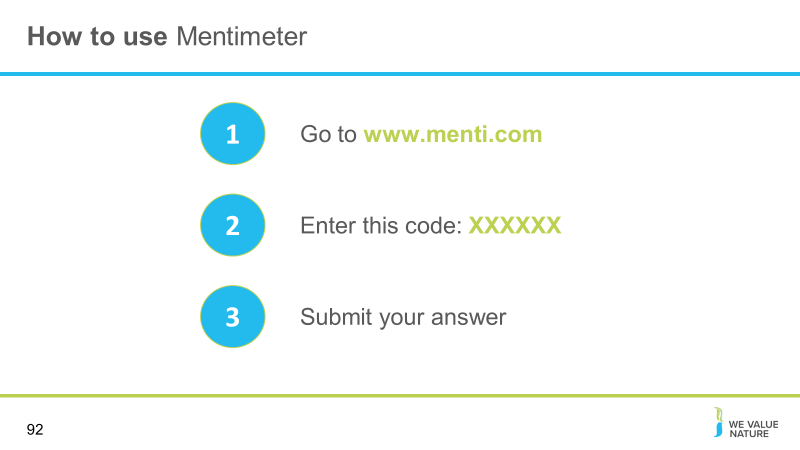 How to use Mentimeter
1 Go to www.menti.com
2 Enter this code: XXXXXX
3 Submit your answer
92
WE VALUE
NATURE